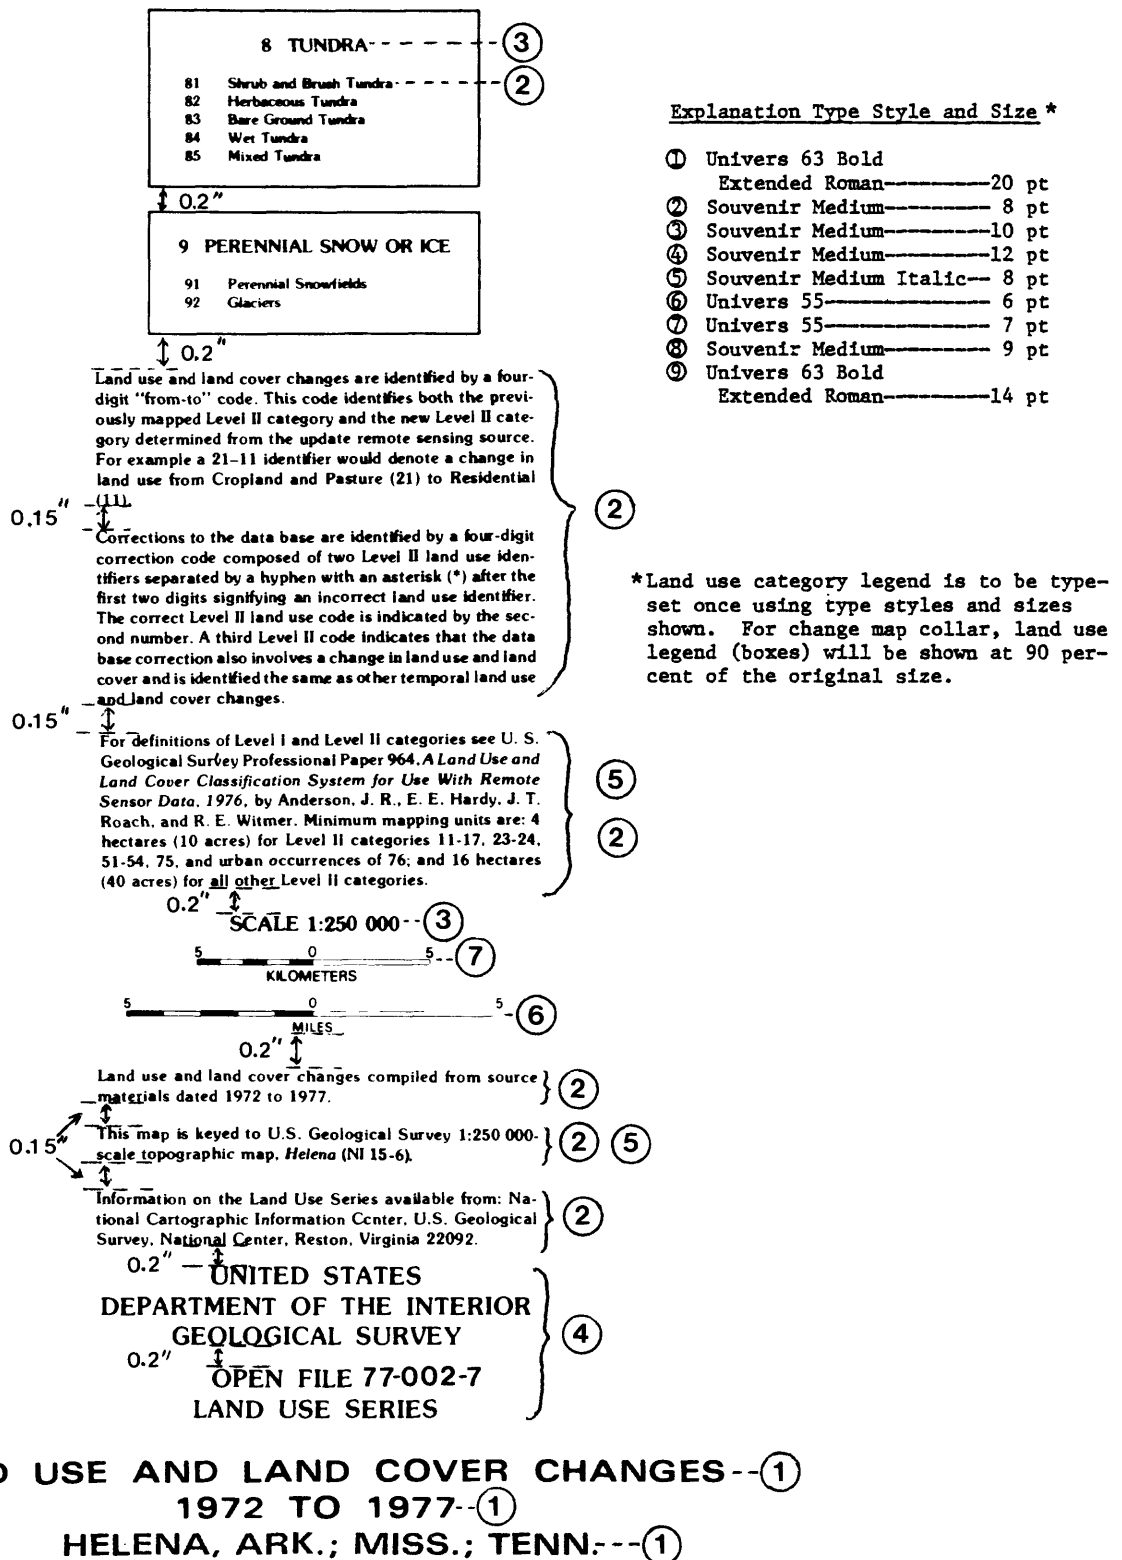 8 TUNDRA------③
81 Shrub and Brush Tundra------②
82 Herbaceous Tundra
83 Bare Ground Tundra
84 Wet Tundra
85 Mixed Tundra
0.2"
9 PERENNIAL SNOW OR ICE
91 Perennial Snowfields
92 Glaciers
0.2"
Land use and land cover changes are identified by a four-
digit "from-to" code. This code identifies both the previ-
ously mapped Level II category and the new Level II cate-
gory determined from the update remote sensing source.
For example a 21-11 identifier would denote a change in
land use from Cropland and Pasture (21) to Residential
(11).
②
0.15"
Corrections to the data base are identified by a four-digit
correction code composed of two Level II land use iden-
tifiers separated by a hyphen with an asterisk (*) after the
first two digits signifying an incorrect land use identifier.
The correct Level II land use code is indicated by the sec-
ond number. A third Level II code indicates that the data
base correction also involves a change in land use and land
cover and is identified the same as other temporal land use
and land cover changes.
0.15"
For definitions of Level I and Level II categories see U. S.
Geological Survey Professional Paper 964, A Land Use and
Land Cover Classification System for Use With Remote
Sensor Data, 1976, by Anderson, J. R., E. E. Hardy, J. T.
Roach, and R. E. Witmer. Minimum mapping units are: 4
hectares (10 acres) for Level II categories 11-17, 23-24,
51-54, 75, and urban occurrences of 76; and 16 hectares
(40 acres) for all other Level II categories.
⑤
②
0.2"
SCALE 1:250 000--③
5 0 5--⑦
KILOMETERS
5 0 5-⑥
MILES
0.2"
Land use and land cover changes compiled from source
materials dated 1972 to 1977.
②
0.15"
This map is keyed to U.S. Geological Survey 1:250 000-
scale topographic map, Helena (NI 15-6).
② ⑤
Information on the Land Use Series available from: Na-
tional Cartographic Information Center, U.S. Geological
Survey, National Center, Reston, Virginia 22092.
②
0.2"
UNITED STATES
DEPARTMENT OF THE INTERIOR
GEOLOGICAL SURVEY
④
0.2"
OPEN FILE 77-002-7
LAND USE SERIES
USE AND LAND COVER CHANGES--①
1972 TO 1977--①
HELENA, ARK.; MISS.; TENN.---①
Explanation Type Style and Size *
① Univers 63 Bold
Extended Roman----------20 pt
② Souvenir Medium---------- 8 pt
③ Souvenir Medium----------10 pt
④ Souvenir Medium----------12 pt
⑤ Souvenir Medium Italic-- 8 pt
⑥ Univers 55--------------- 6 pt
⑦ Univers 55--------------- 7 pt
⑧ Souvenir Medium---------- 9 pt
⑨ Univers 63 Bold
Extended Roman----------14 pt
*Land use category legend is to be type-
set once using type styles and sizes
shown. For change map collar, land use
legend (boxes) will be shown at 90 per-
cent of the original size.